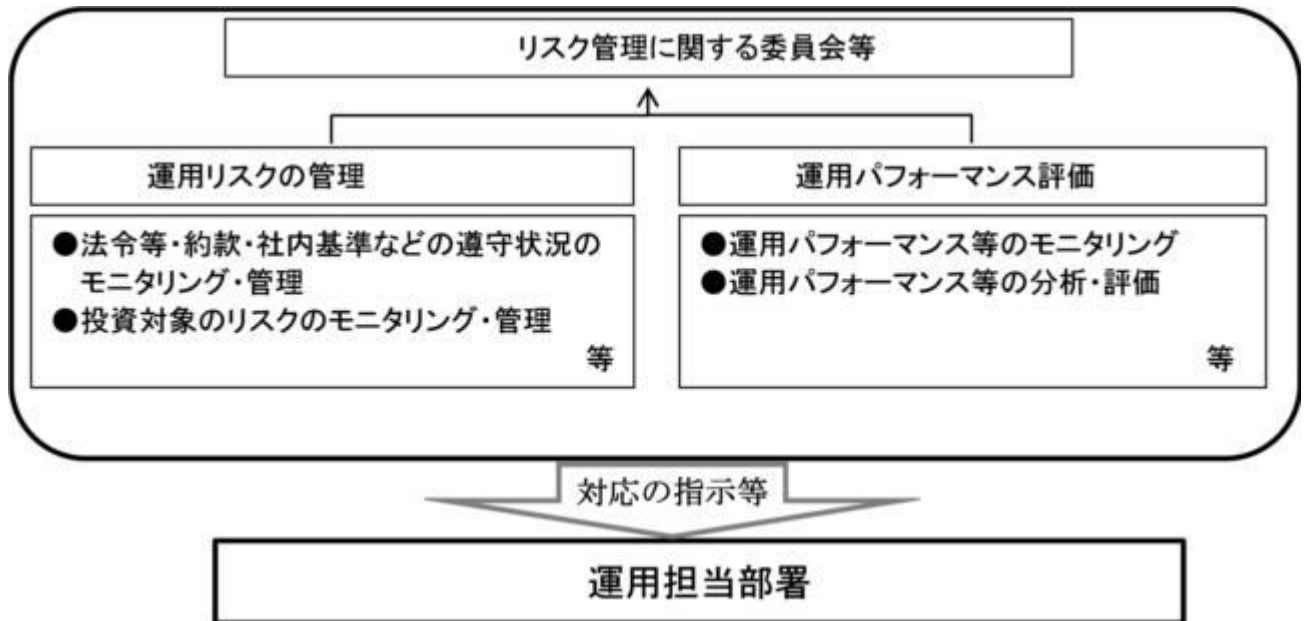 リスク管理に関する委員会等
運用リスクの管理
●法令等・約款・社内基準などの遵守状況の
モニタリング・管理
●投資対象のリスクのモニタリング・管理
等
運用パフォーマンス評価
●運用パフォーマンス等のモニタリング
●運用パフォーマンス等の分析・評価
等
対応の指示等
運用担当部署